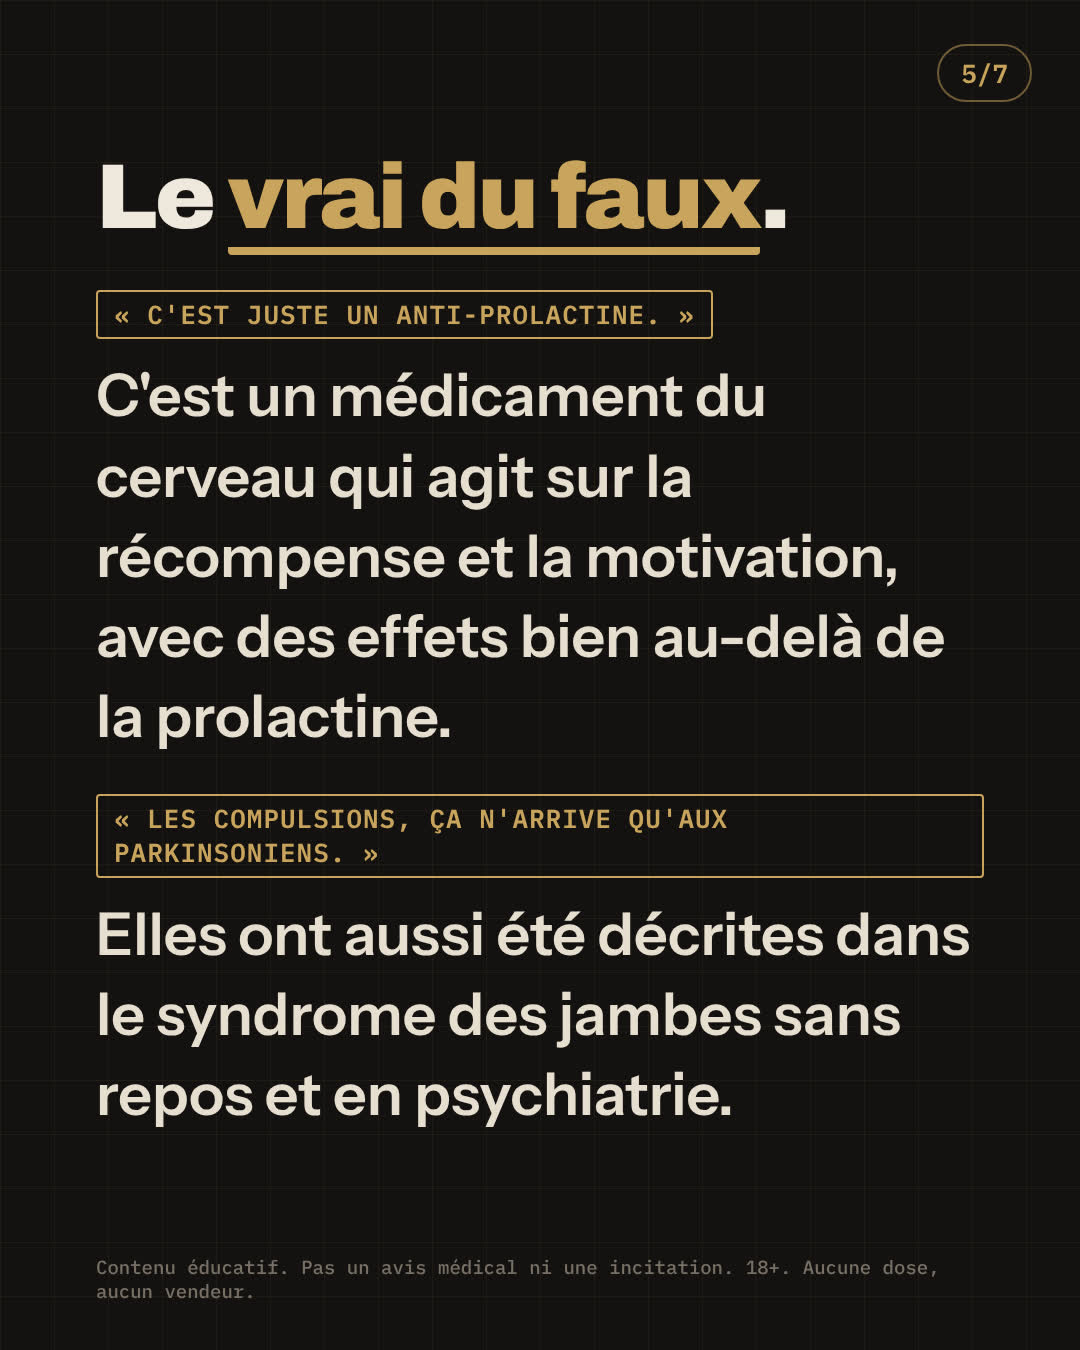 5/7
Le vrai du faux.
« C'EST JUSTE UN ANTI-PROLACTINE. »
C'est un médicament du
cerveau qui agit sur la
récompense et la motivation,
avec des effets bien au-delà de
la prolactine.
« LES COMPULSIONS, ÇA N'ARRIVE QU'AUX
PARKINSONIENS. »
Elles ont aussi été décrites dans
le syndrome des jambes sans
repos et en psychiatrie.
Contenu éducatif. Pas un avis médical ni une incitation. 18+. Aucune dose,
aucun vendeur.